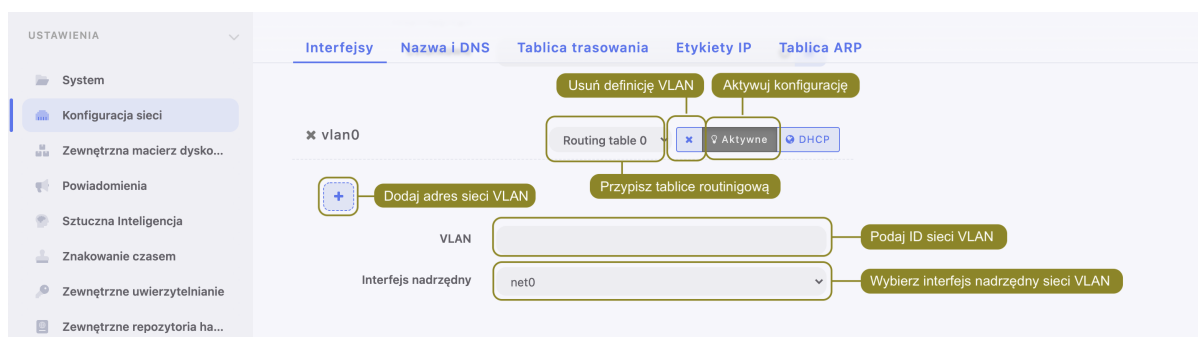 USTAWIENIA
System
Konfiguracja sieci
Zewnętrzna macierz dysko...
Powiadomienia
Sztuczna Inteligencja
Znakowanie czasem
Zewnętrzne uwierzytelnianie
Zewnętrzne repozytoria ha...
Interfejsy Nazwa i DNS Tablica trasowania Etykiety IP Tablica ARP
Usuń definicję VLAN Aktywuj konfigurację
vlan0 Routing table 0 Aktywne DHCP
Przypisz tablice routinigową
+ Dodaj adres sieci VLAN
VLAN Podaj ID sieci VLAN
Interfejs nadrzędny net0 Wybierz interfejs nadrzędny sieci VLAN